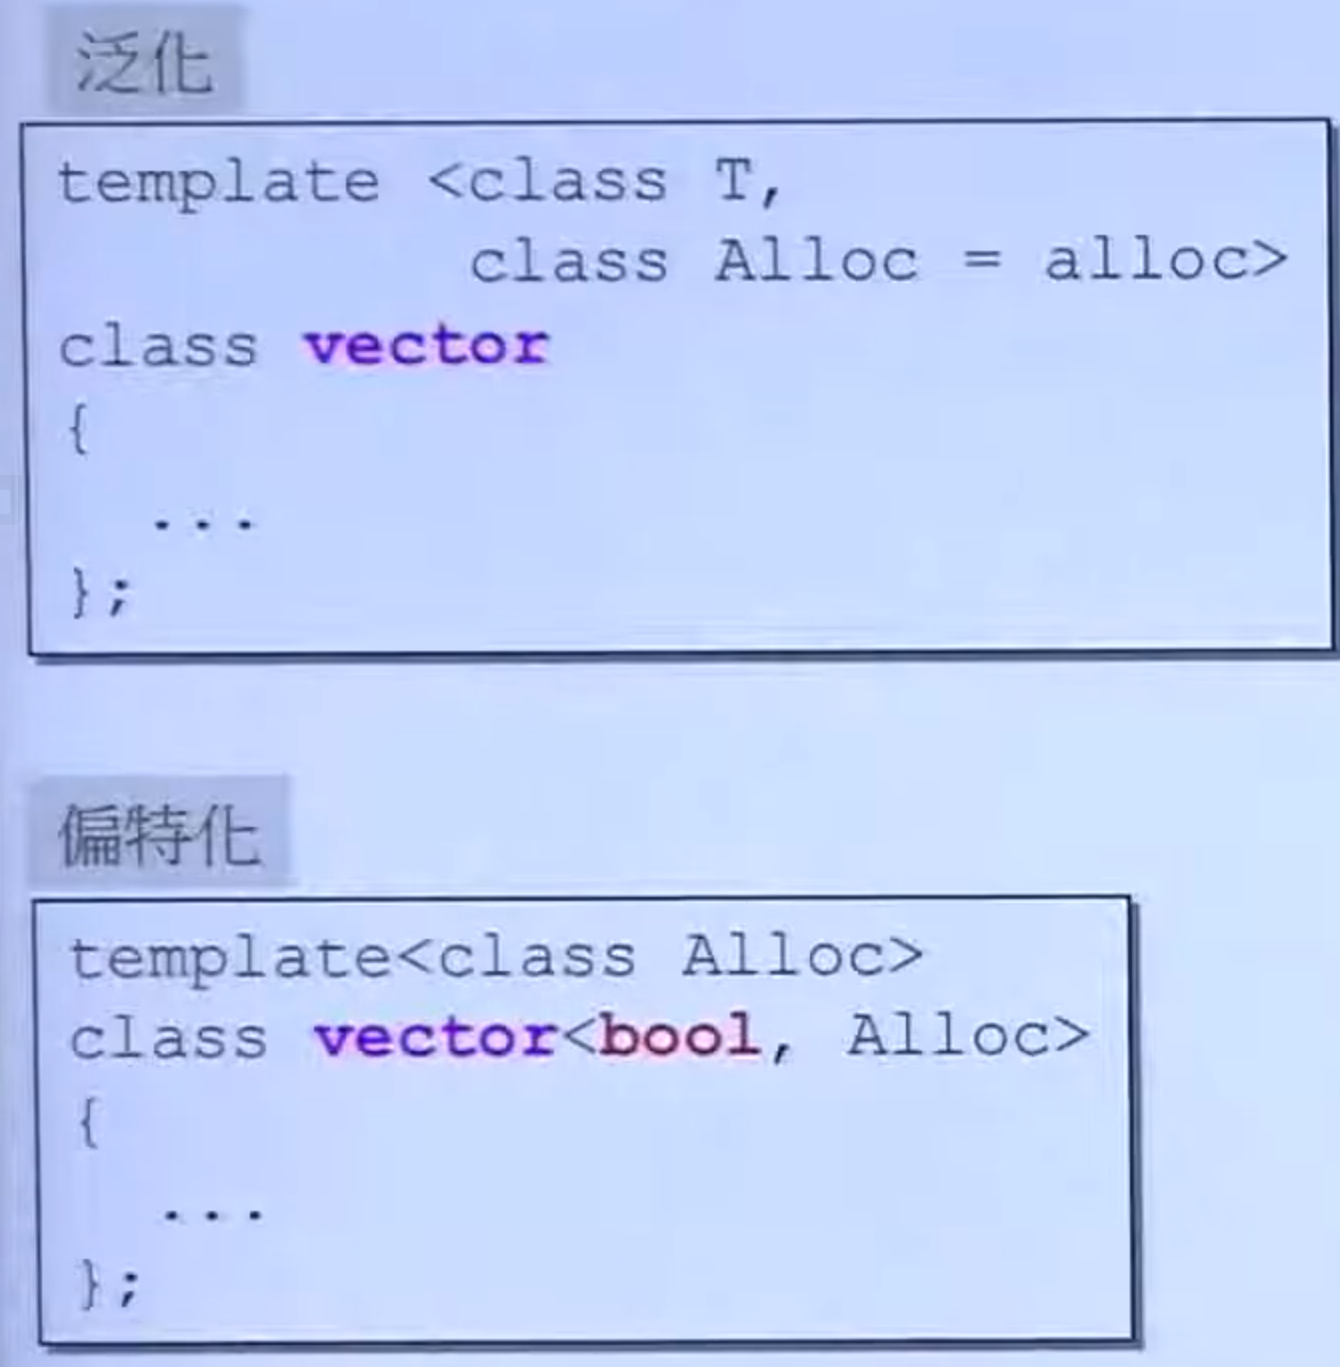 泛化
template <class T,
class Alloc = alloc>
class vector
{
...
};
偏特化
template<class Alloc>
class vector<bool, Alloc>
{
...
};